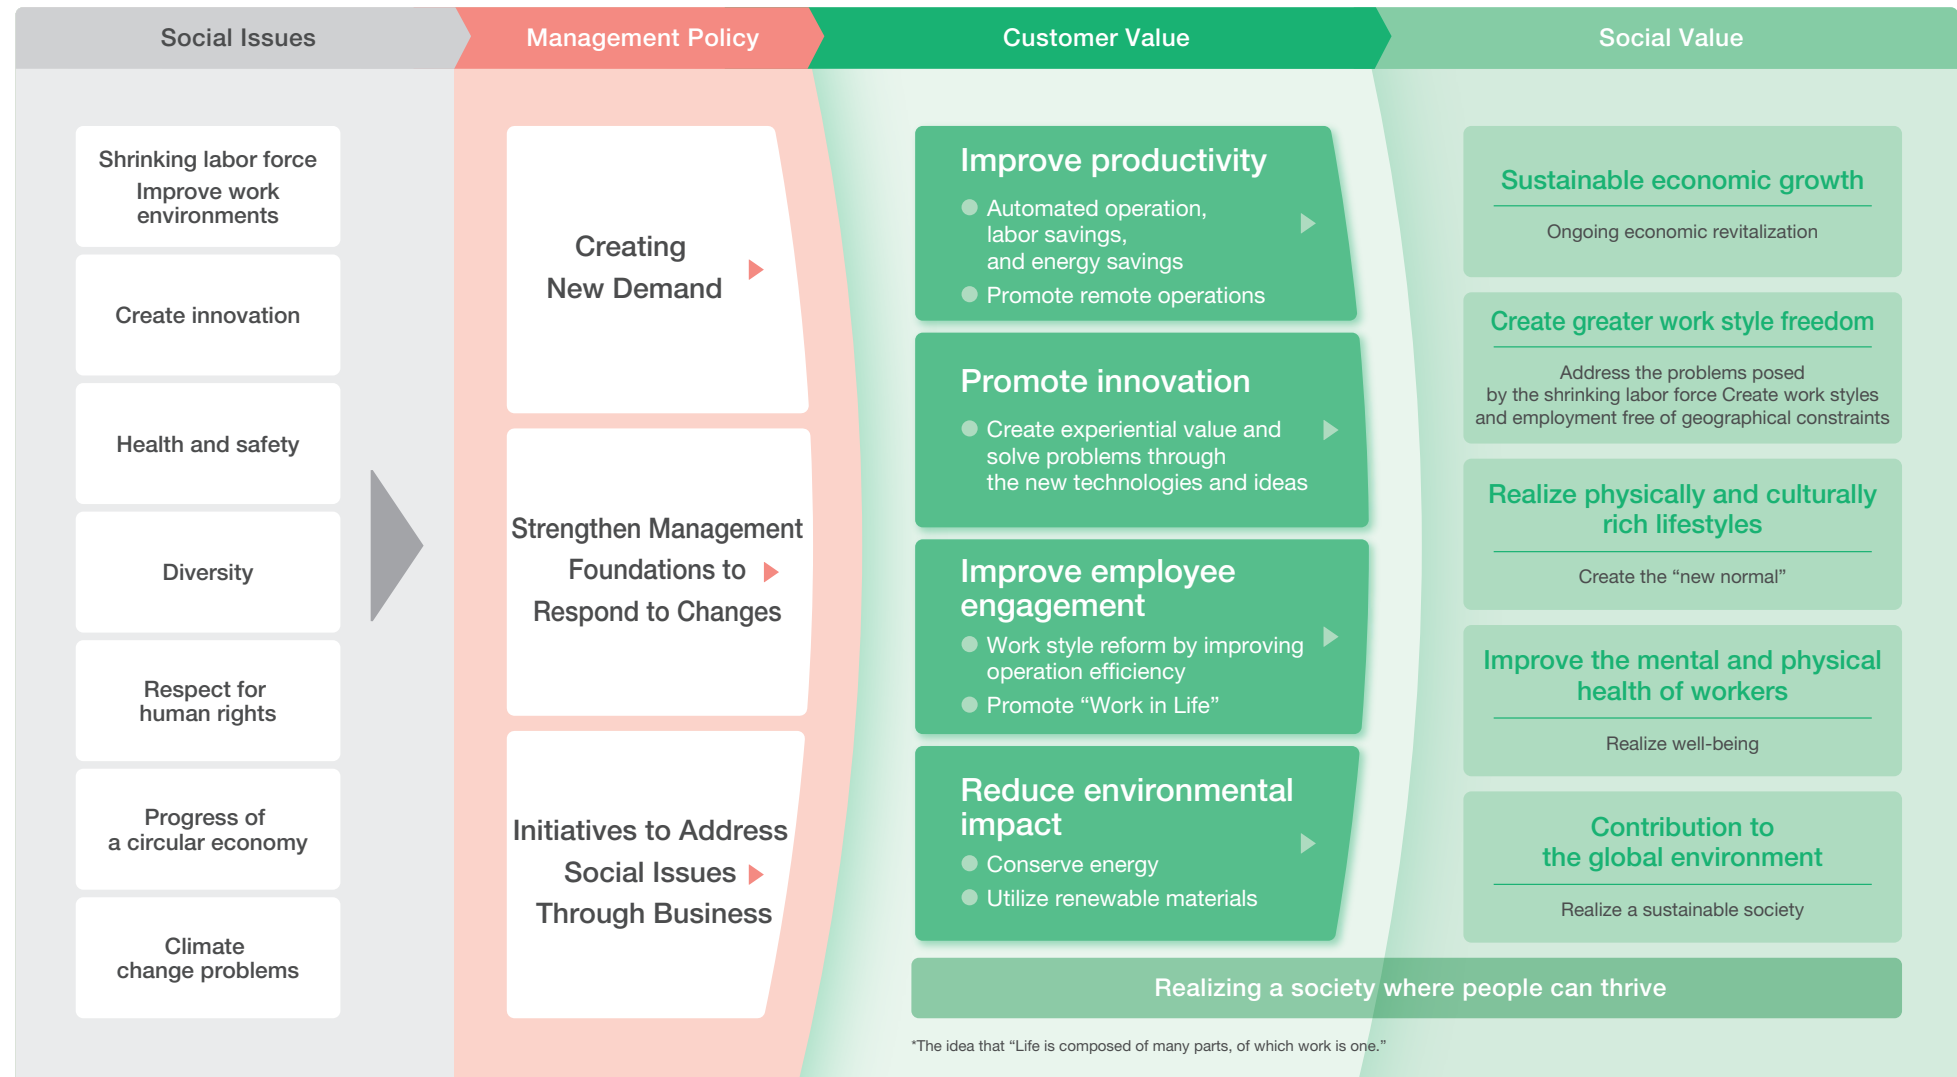 Social Issues
Management Policy
Customer Value
Social Value
Shrinking labor force
Improve work
environments
Create innovation
Health and safety
Diversity
Respect for
human rights
Progress of
a circular economy
Climate
change problems
Creating
New Demand
Strengthen Management
Foundations to
Respond to Changes
Initiatives to Address
Social Issues
Through Business
Improve productivity
Automated operation,
labor savings,
and energy savings
Promote remote operations
Promote innovation
Create experiential value and
solve problems through
the new technologies and ideas
Improve employee
engagement
Work style reform by improving
operation efficiency
Promote “Work in Life”
Reduce environmental
impact
Conserve energy
Utilize renewable materials
Sustainable economic growth
Ongoing economic revitalization
Create greater work style freedom
Address the problems posed
by the shrinking labor force Create work styles
and employment free of geographical constraints
Realize physically and culturally
rich lifestyles
Create the “new normal”
Improve the mental and physical
health of workers
Realize well-being
Contribution to
the global environment
Realize a sustainable society
Realizing a society where people can thrive
*The idea that “Life is composed of many parts, of which work is one.”